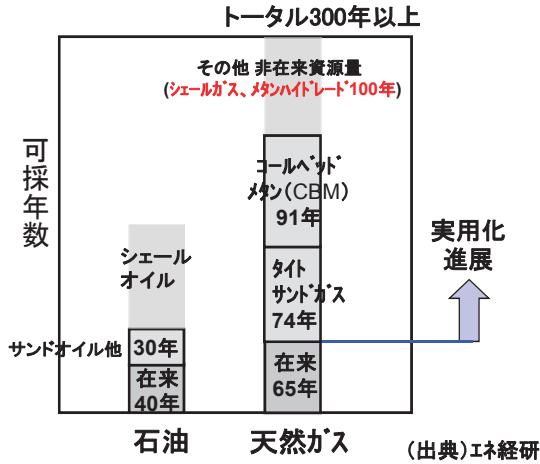 トータル300年以上
その他 非在来資源量
(シェールガス、メタンハイドレード100年)
可採年数
コールベッド
メタン(CBM)
91年
シェール
オイル
タイト
サンドガス
74年
実用化
進展
サンドオイル他
30年
在来
40年
在来
65年
石油
天然ガス
(出典)エネ経研